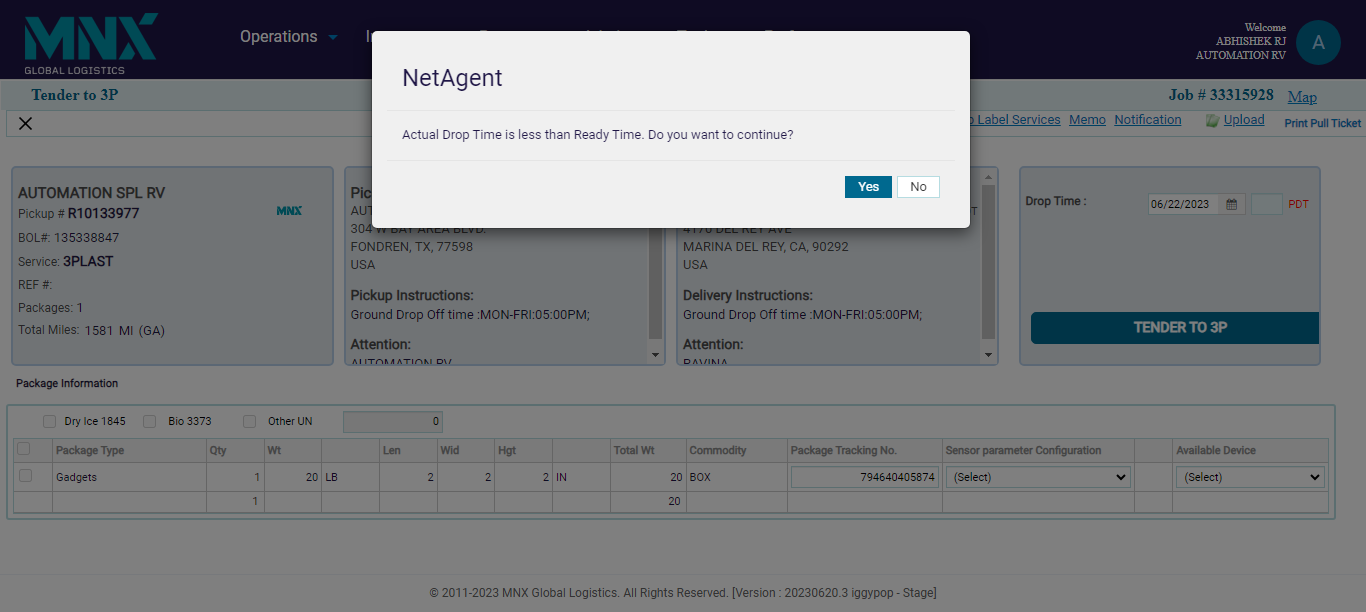 MNX
GLOBAL LOGISTICS
Operations
Welcome
ABHISHEK RJ
AUTOMATION RV
A
Tender to 3P
Job # 33315928 Map
Label Services Memo Notification Upload Print Pull Ticket
NetAgent
Actual Drop Time is less than Ready Time. Do you want to continue?
Yes No
AUTOMATION SPL RV
Pickup # R10133977
MNX
BOL#: 135338847
Service: 3PLAST
REF #:
Packages: 1
Total Miles: 1581 MI (GA)
304 W BAY AREA BLVD.
FONDREN, TX, 77598
USA
Pickup Instructions:
Ground Drop Off time :MON-FRI:05:00PM;
Attention:
AUTOMATION RV
4170 DEL REY AVE
MARINA DEL REY, CA, 90292
USA
Delivery Instructions:
Ground Drop Off time :MON-FRI:05:00PM;
Attention:
RAVINA
Drop Time : 06/22/2023 PDT
TENDER TO 3P
Package Information
Dry Ice 1845 Bio 3373 Other UN 0
Package Type Qty Wt Len Wid Hgt Total Wt Commodity Package Tracking No. Sensor parameter Configuration Available Device
Gadgets 1 20 LB 2 2 2 IN 20 BOX 794640405874 (Select) (Select)
1 20
© 2011-2023 MNX Global Logistics. All Rights Reserved. [Version : 20230620.3 iggypop - Stage]